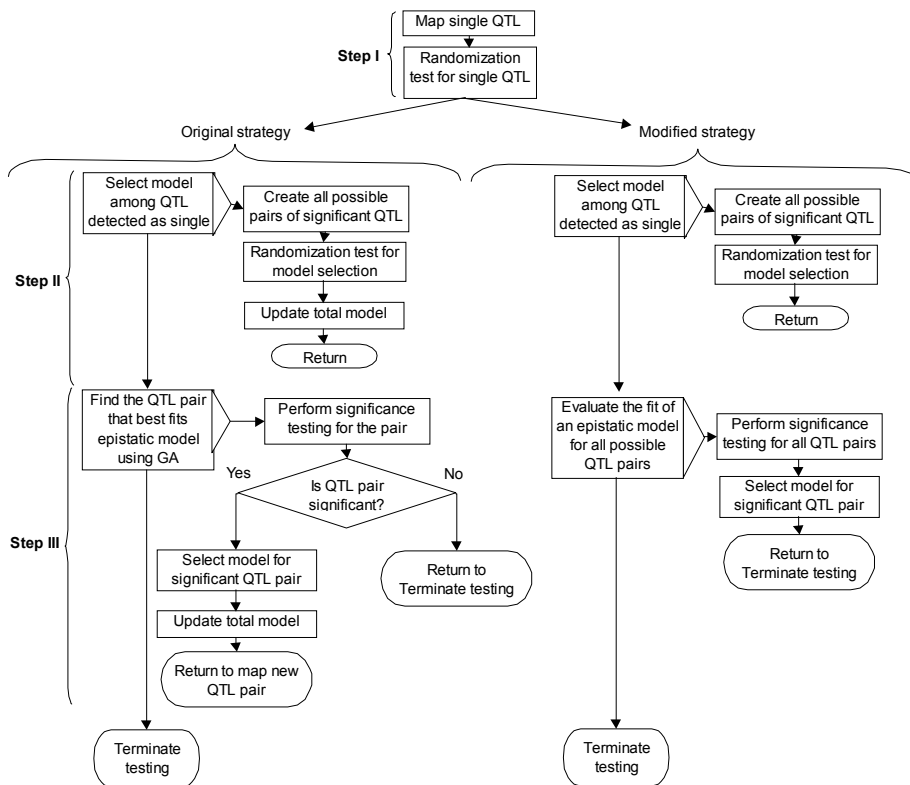 Map single QTL
Step I
Randomization
test for single QTL
Original strategy
Modified strategy
Step II
Select model
among QTL
detected as single
Create all possible
pairs of significant QTL
Randomization test for
model selection
Update total model
Return
Select model
among QTL
detected as single
Create all possible
pairs of significant QTL
Randomization test for
model selection
Return
Step III
Find the QTL pair
that best fits
epistatic model
using GA
Perform significance
testing for the pair
Yes
No
Is QTL pair
significant?
Select model for
significant QTL pair
Update total model
Return to map new
QTL pair
Return to
Terminate testing
Terminate
testing
Evaluate the fit of
an epistatic model
for all possible
QTL pairs
Perform significance
testing for all QTL pairs
Select model for
significant QTL pair
Return to
Terminate testing
Terminate
testing